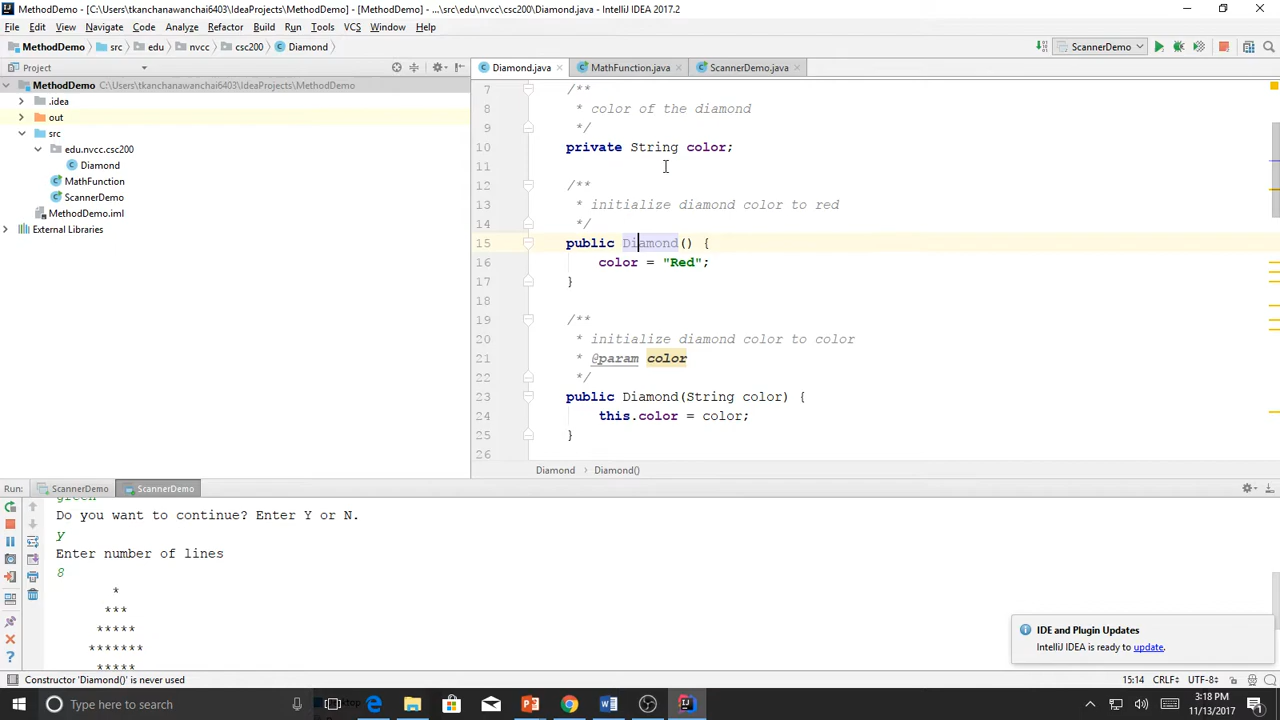 MethodDemo - [C:\Users\tkanchanawanchai6403\IdeaProjects\MethodDemo] - [MethodDemo] - ...\src\edu\nvcc\csc200\Diamond.java - IntelliJ IDEA 2017.2
File Edit View Navigate Code Analyze Refactor Build Run Tools VCS Window Help
MethodDemo src edu nvcc csc200 Diamond ScannerDemo
Project Diamond.java MathFunction.java ScannerDemo.java
MethodDemo C:\Users\tkanchanawanchai6403\IdeaProjects\MethodDemo
.idea
out
src
edu.nvcc.csc200
Diamond
MathFunction
ScannerDemo
MethodDemo.iml
External Libraries
7 /**
8 * color of the diamond
9 */
10 private String color;
11
12 /**
13 * initialize diamond color to red
14 */
15 public Diamond() {
16 color = "Red";
17 }
18
19 /**
20 * initialize diamond color to color
21 * @param color
22 */
23 public Diamond(String color) {
24 this.color = color;
25 }
26
Diamond Diamond()
Run: ScannerDemo ScannerDemo
green
Do you want to continue? Enter Y or N.
y
Enter number of lines
8
*
***
*****
*******
*****
IDE and Plugin Updates
IntelliJ IDEA is ready to update.
Constructor 'Diamond()' is never used 15:14 CRLF UTF-8
Type here to search
3:18 PM
11/13/2017